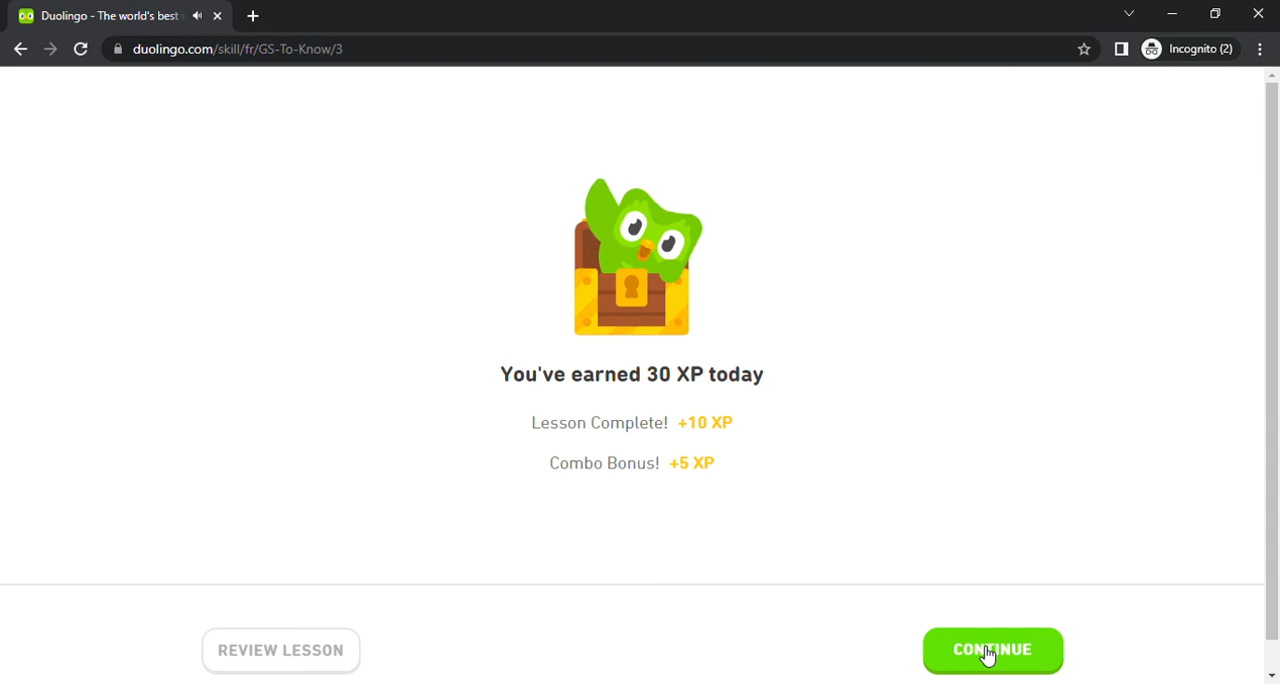 Duolingo - The world's best
duolingo.com/skill/fr/GS-To-Know/3
Incognito (2)
You've earned 30 XP today
Lesson Complete! +10 XP
Combo Bonus! +5 XP
REVIEW LESSON
CONTINUE